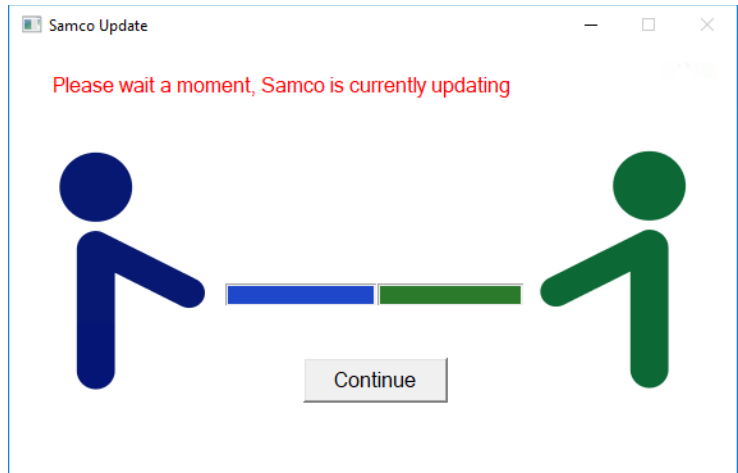 Samco Update
Please wait a moment, Samco is currently updating
Continue